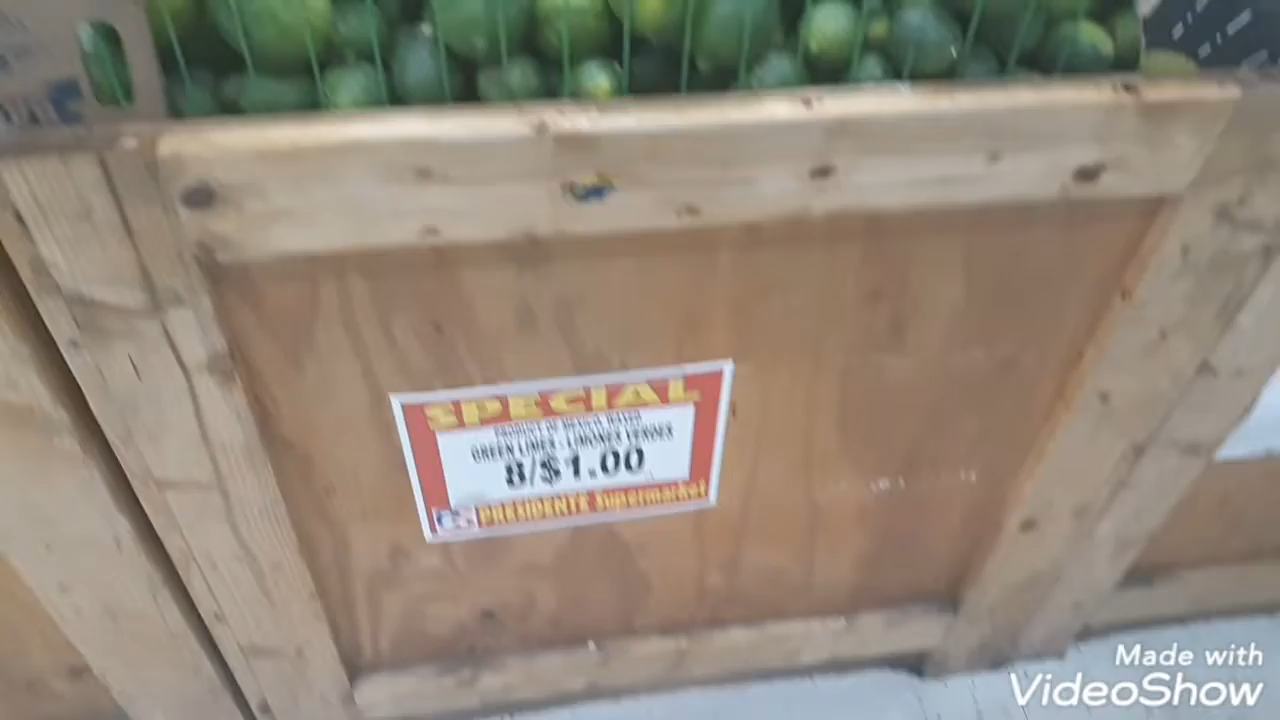 SPECIAL
GREEN LIMES - LIMONES VERDES
8/$1.00
PRESIDENTE Supermarket
Made with
VideoShow